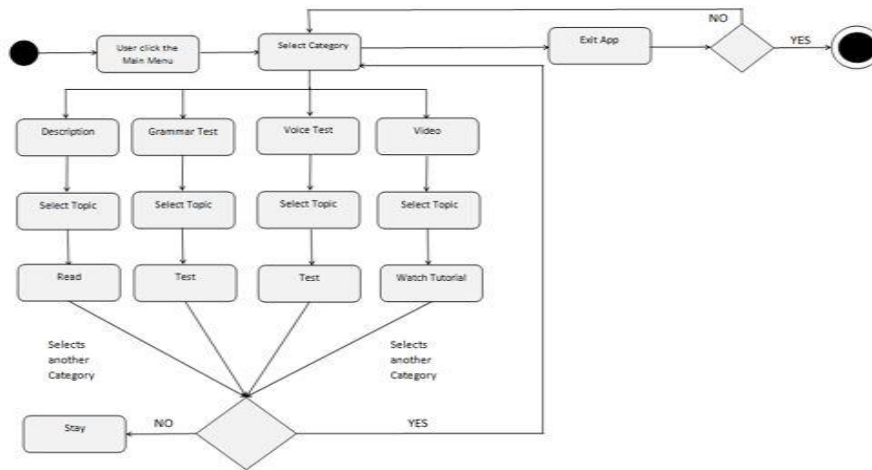 NO
User click the
Main Menu
Select Category
Exit App
YES
Description
Grammar Test
Voice Test
Video
Select Topic
Select Topic
Select Topic
Select Topic
Read
Test
Test
Watch Tutorial
Selects
another
Category
Selects
another
Category
Stay
NO
YES